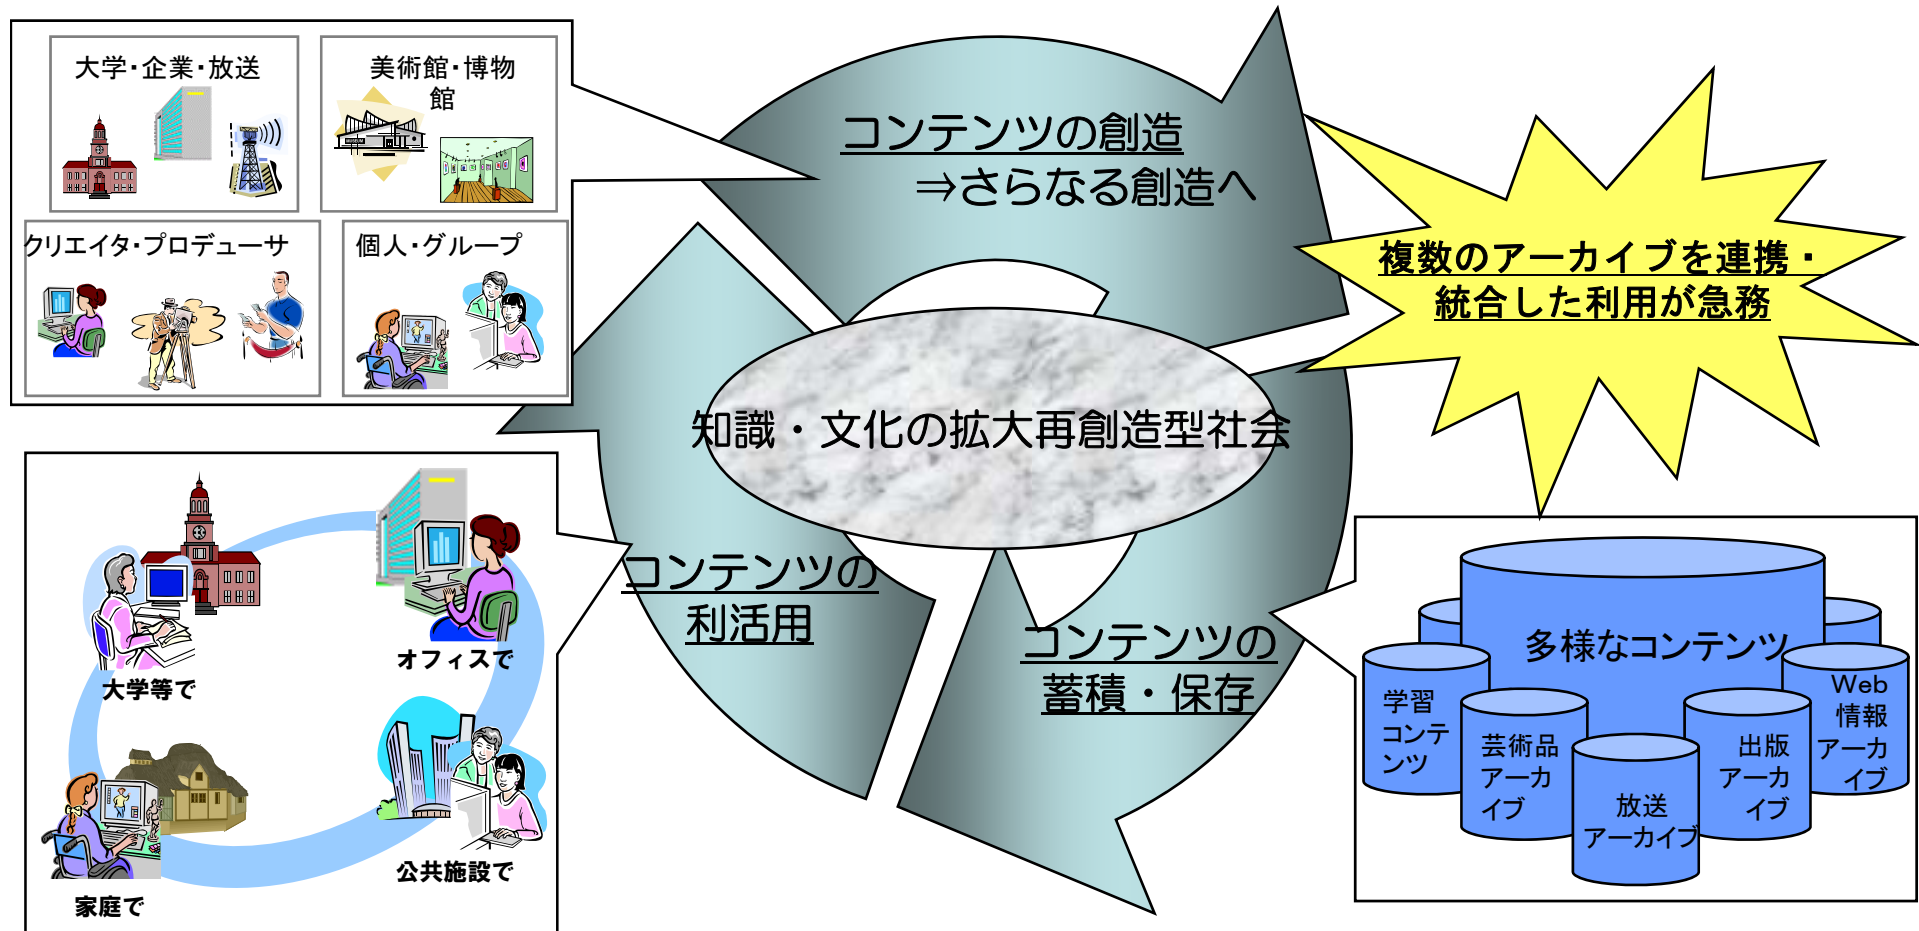 大学・企業・放送
美術館・博物
館
クリエイタ・プロデューサ
個人・グループ
コンテンツの創造
⇒さらなる創造へ
複数のアーカイブを連携・
統合した利用が急務
知識・文化の拡大再創造型社会
コンテンツの
利活用
コンテンツの
蓄積・保存
大学等で
オフィスで
家庭で
公共施設で
多様なコンテンツ
学習
コンテ
ンツ
芸術品
アーカ
イブ
放送
アーカイブ
出版
アーカ
イブ
Web
情報
アーカ
イブ